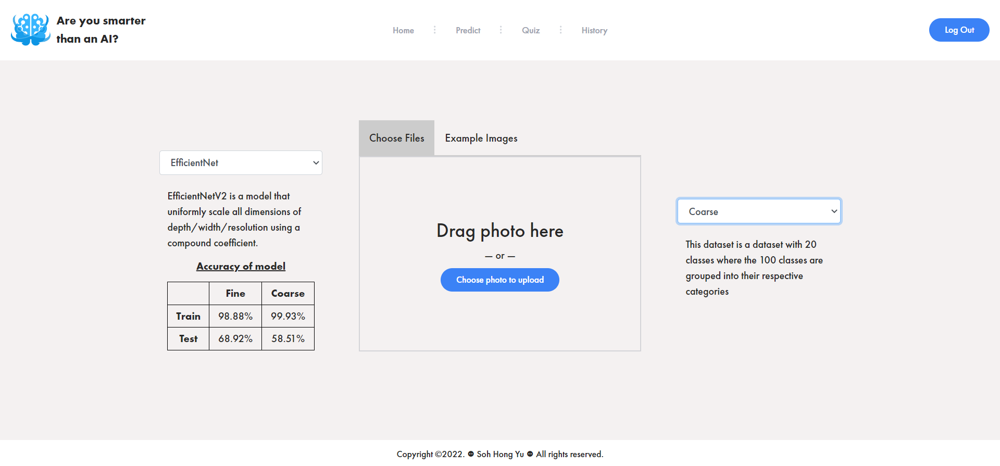 Are you smarter
than an AI?
Home
Predict
Quiz
History
Log Out
EfficientNet
EfficientNetV2 is a model that
uniformly scale all dimensions of
depth/width/resolution using a
compound coefficient.
Accuracy of model
Fine Coarse
Train 98.88% 99.93%
Test 68.92% 58.51%
Choose Files
Example Images
Drag photo here
— or —
Choose photo to upload
Coarse
This dataset is a dataset with 20
classes where the 100 classes are
grouped into their respective
categories
Copyright ©2022. Soh Hong Yu All rights reserved.